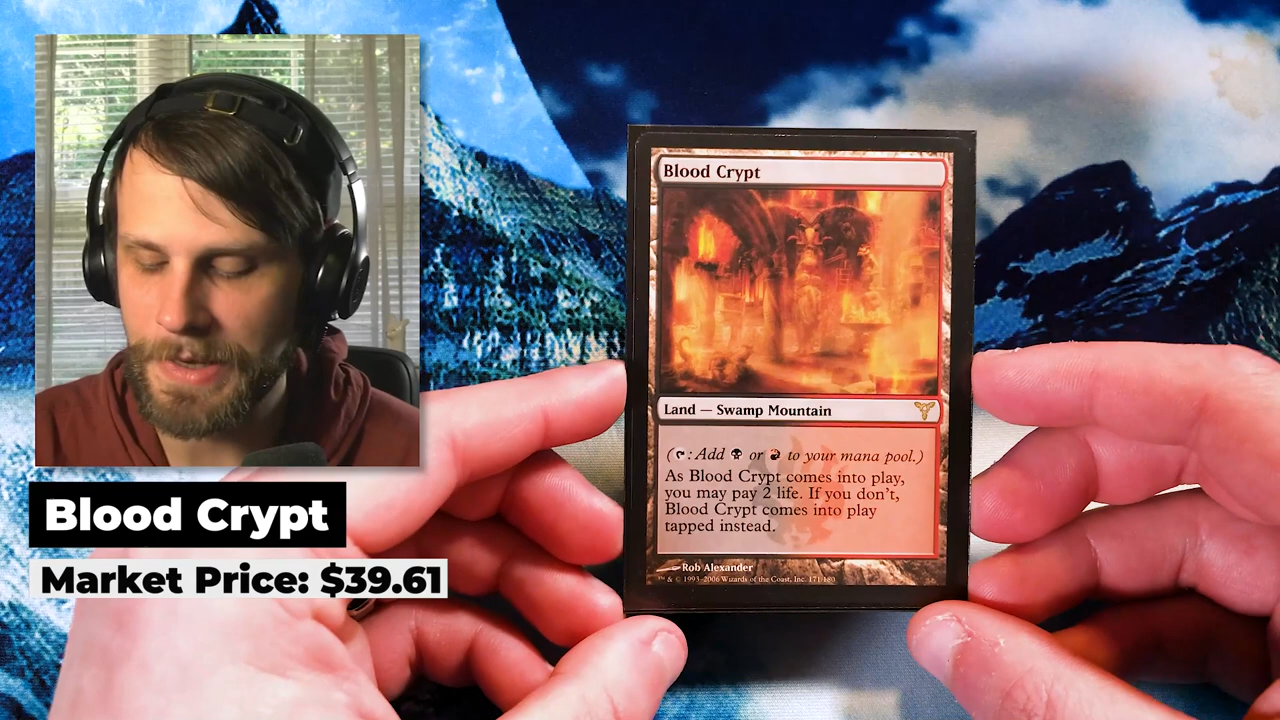 Blood Crypt
Land — Swamp Mountain
( : Add or to your mana pool.)
As Blood Crypt comes into play,
you may pay 2 life. If you don't,
Blood Crypt comes into play
tapped instead.
Rob Alexander
™ & © 1993-2006 Wizards of the Coast, Inc. 171/180
Blood Crypt
Market Price: $39.61